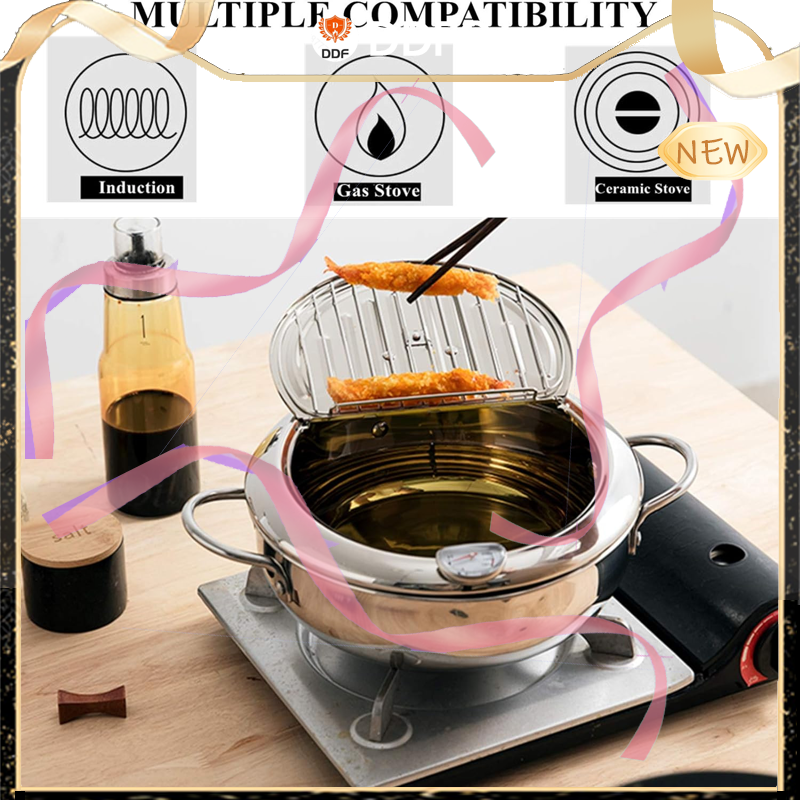 MULTIPLE COMPATIBILITY
DDF
Induction
Gas Stove
Ceramic Stove
NEW
salt